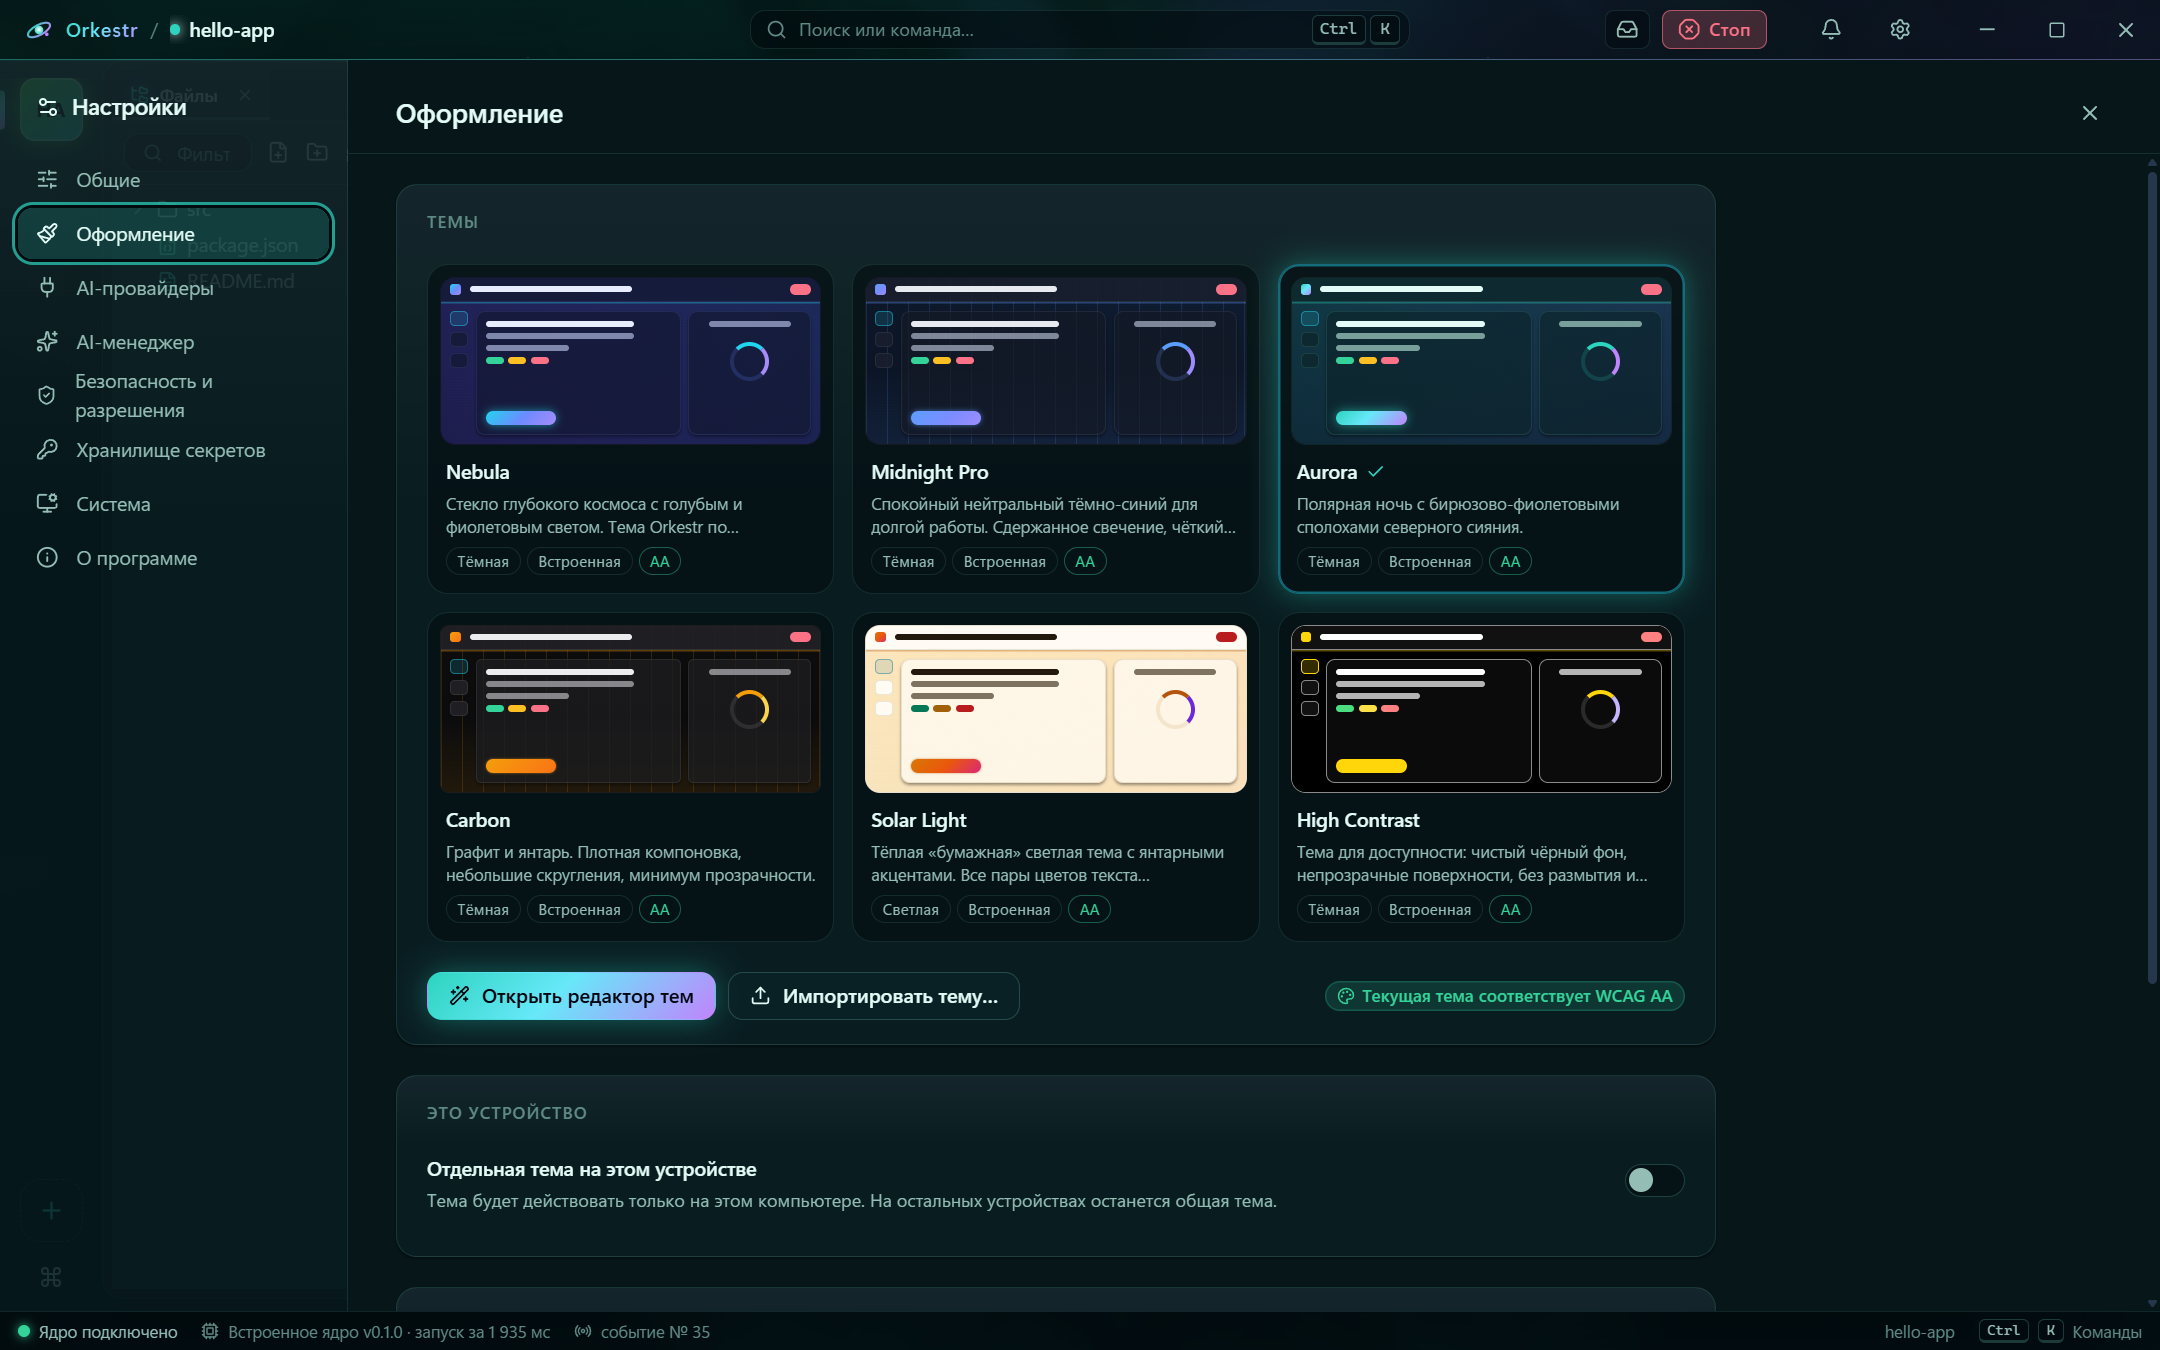 Orkestr / hello-app
Поиск или команда...
Ctrl K
Стоп
Настройки
Файлы
Фильт
Общие
src
Оформление
package.json
README.md
AI-провайдеры
AI-менеджер
Безопасность и
разрешения
Хранилище секретов
Система
О программе
Оформление
ТЕМЫ
Nebula
Стекло глубокого космоса с голубым и
фиолетовым светом. Тема Orkestr по...
Тёмная Встроенная AA
Midnight Pro
Спокойный нейтральный тёмно-синий для
долгой работы. Сдержанное свечение, чёткий...
Тёмная Встроенная AA
Aurora
Полярная ночь с бирюзово-фиолетовыми
сполохами северного сияния.
Тёмная Встроенная AA
Carbon
Графит и янтарь. Плотная компоновка,
небольшие скругления, минимум прозрачности.
Тёмная Встроенная AA
Solar Light
Тёплая «бумажная» светлая тема с янтарными
акцентами. Все пары цветов текста...
Светлая Встроенная AA
High Contrast
Тема для доступности: чистый чёрный фон,
непрозрачные поверхности, без размытия и...
Тёмная Встроенная AA
Открыть редактор тем
Импортировать тему...
Текущая тема соответствует WCAG AA
ЭТО УСТРОЙСТВО
Отдельная тема на этом устройстве
Тема будет действовать только на этом компьютере. На остальных устройствах останется общая тема.
Ядро подключено
Встроенное ядро v0.1.0 · запуск за 1 935 мс
событие № 35
hello-app
Ctrl K Команды